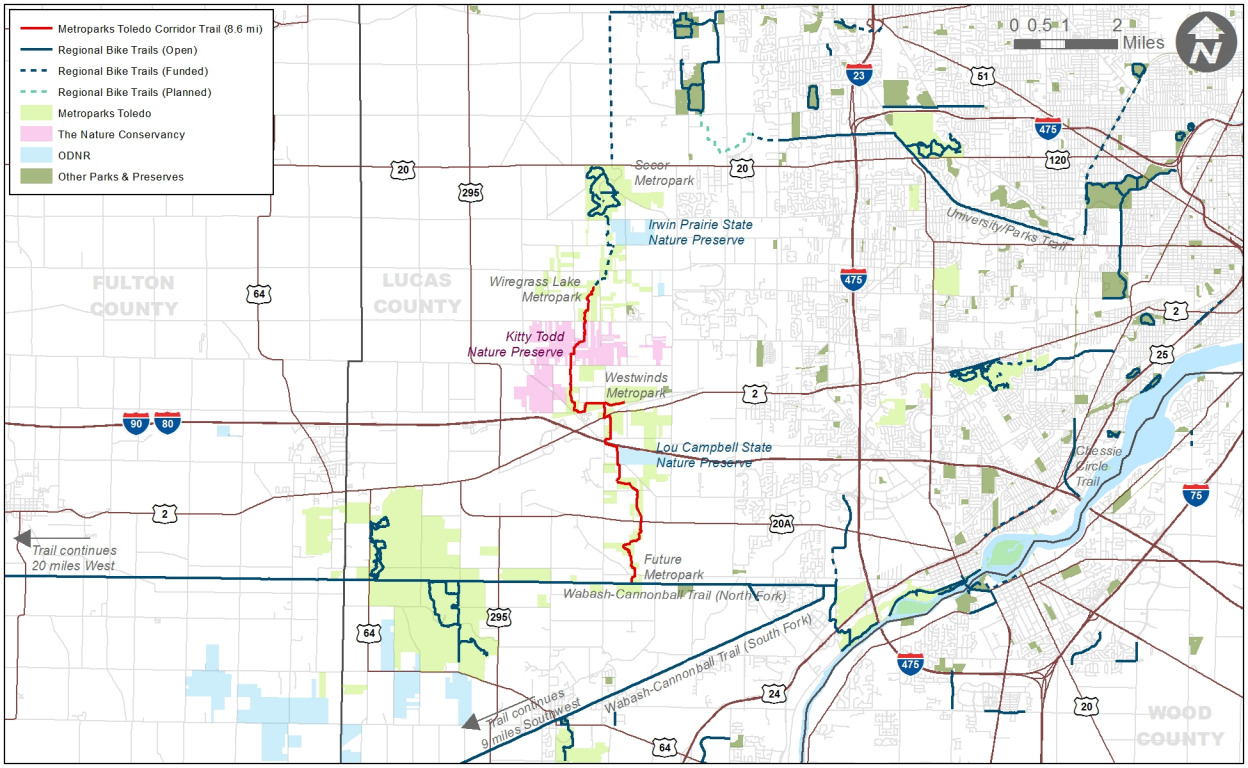 Metroparks Toledo Corridor Trail (8.6 mi)
Regional Bike Trails (Open)
Regional Bike Trails (Funded)
Regional Bike Trails (Planned)
Metroparks Toledo
The Nature Conservancy
ODNR
Other Parks & Preserves
0 0.5 1 2
Miles
N
23
51
475
120
20
295
20
Secor
Metropark
Irwin Prairie State
Nature Preserve
University/Parks Trail
FULTON
COUNTY
LUCAS
COUNTY
64
Wiregrass Lake
Metropark
475
2
Kitty Todd
Nature Preserve
25
Westwinds
Metropark
2
90
80
Lou Campbell State
Nature Preserve
Chessie
Circle
Trail
75
2
20A
Trail continues
20 miles West
Future
Metropark
Wabash-Cannonball Trail (North Fork)
295
64
Wabash-Cannonball Trail (South Fork)
475
24
Trail continues
9 miles Southwest
20
WOOD
COUNTY
64